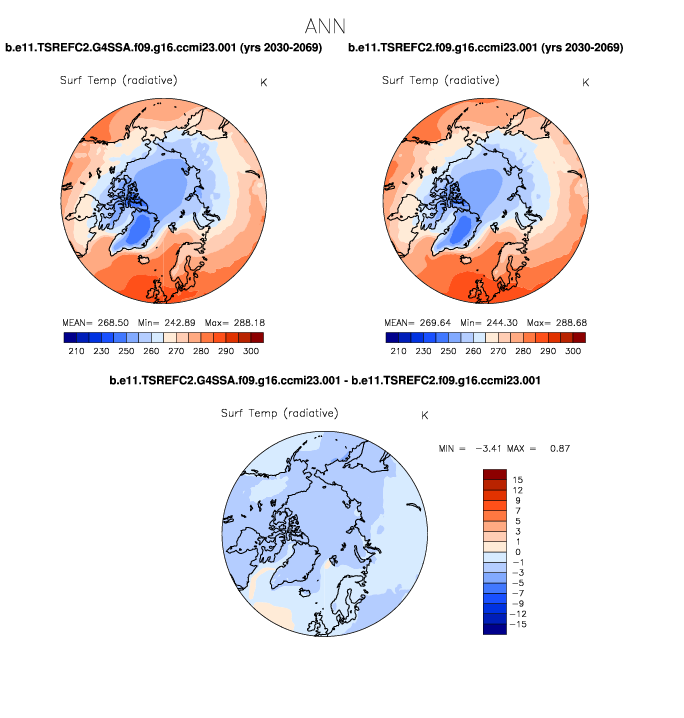 ANN
b.e11.TSREFC2.G4SSA.f09.g16.ccmi23.001 (yrs 2030-2069) b.e11.TSREFC2.f09.g16.ccmi23.001 (yrs 2030-2069)
Surf Temp (radiative) K Surf Temp (radiative) K
MEAN= 268.50 Min= 242.89 Max= 288.18 MEAN= 269.64 Min= 244.30 Max= 288.68
210 230 250 260 270 280 290 300 210 230 250 260 270 280 290 300
b.e11.TSREFC2.G4SSA.f09.g16.ccmi23.001 - b.e11.TSREFC2.f09.g16.ccmi23.001
Surf Temp (radiative) K
MIN = -3.41 MAX = 0.87
15
12
9
7
5
3
1
0
-1
-3
-5
-7
-9
-12
-15